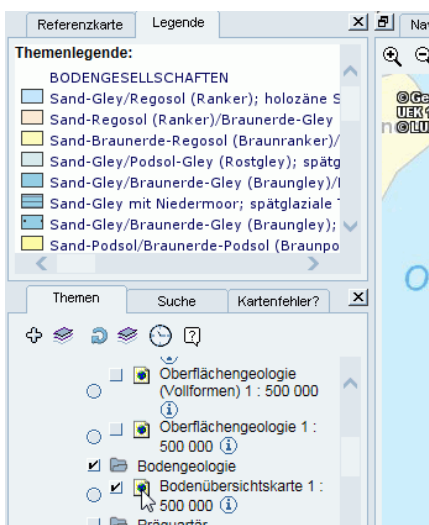 Referenzkarte
Legende
Themenlegende:
BODENGESELLSCHAFTEN
Sand-Gley/Regosol (Ranker); holozäne S
Sand-Regosol (Ranker)/Braunerde-Gley
Sand-Braunerde-Regosol (Braunranker)/
Sand-Gley/Podsol-Gley (Rostgley); spätg
Sand-Gley/Braunerde-Gley (Braungley)/
Sand-Gley mit Niedermoor; spätglaziale
Sand-Gley/Braunerde-Gley (Braungley);
Sand-Podsol/Braunerde-Podsol (Braunpo
Themen
Suche
Kartenfehler?
Oberflächengeologie
(Vollformen) 1 : 500 000
Oberflächengeologie 1 :
500 000
Bodengeologie
Bodenübersichtskarte 1 :
500 000
Präquartär
Nav
©Ge
©LU
O